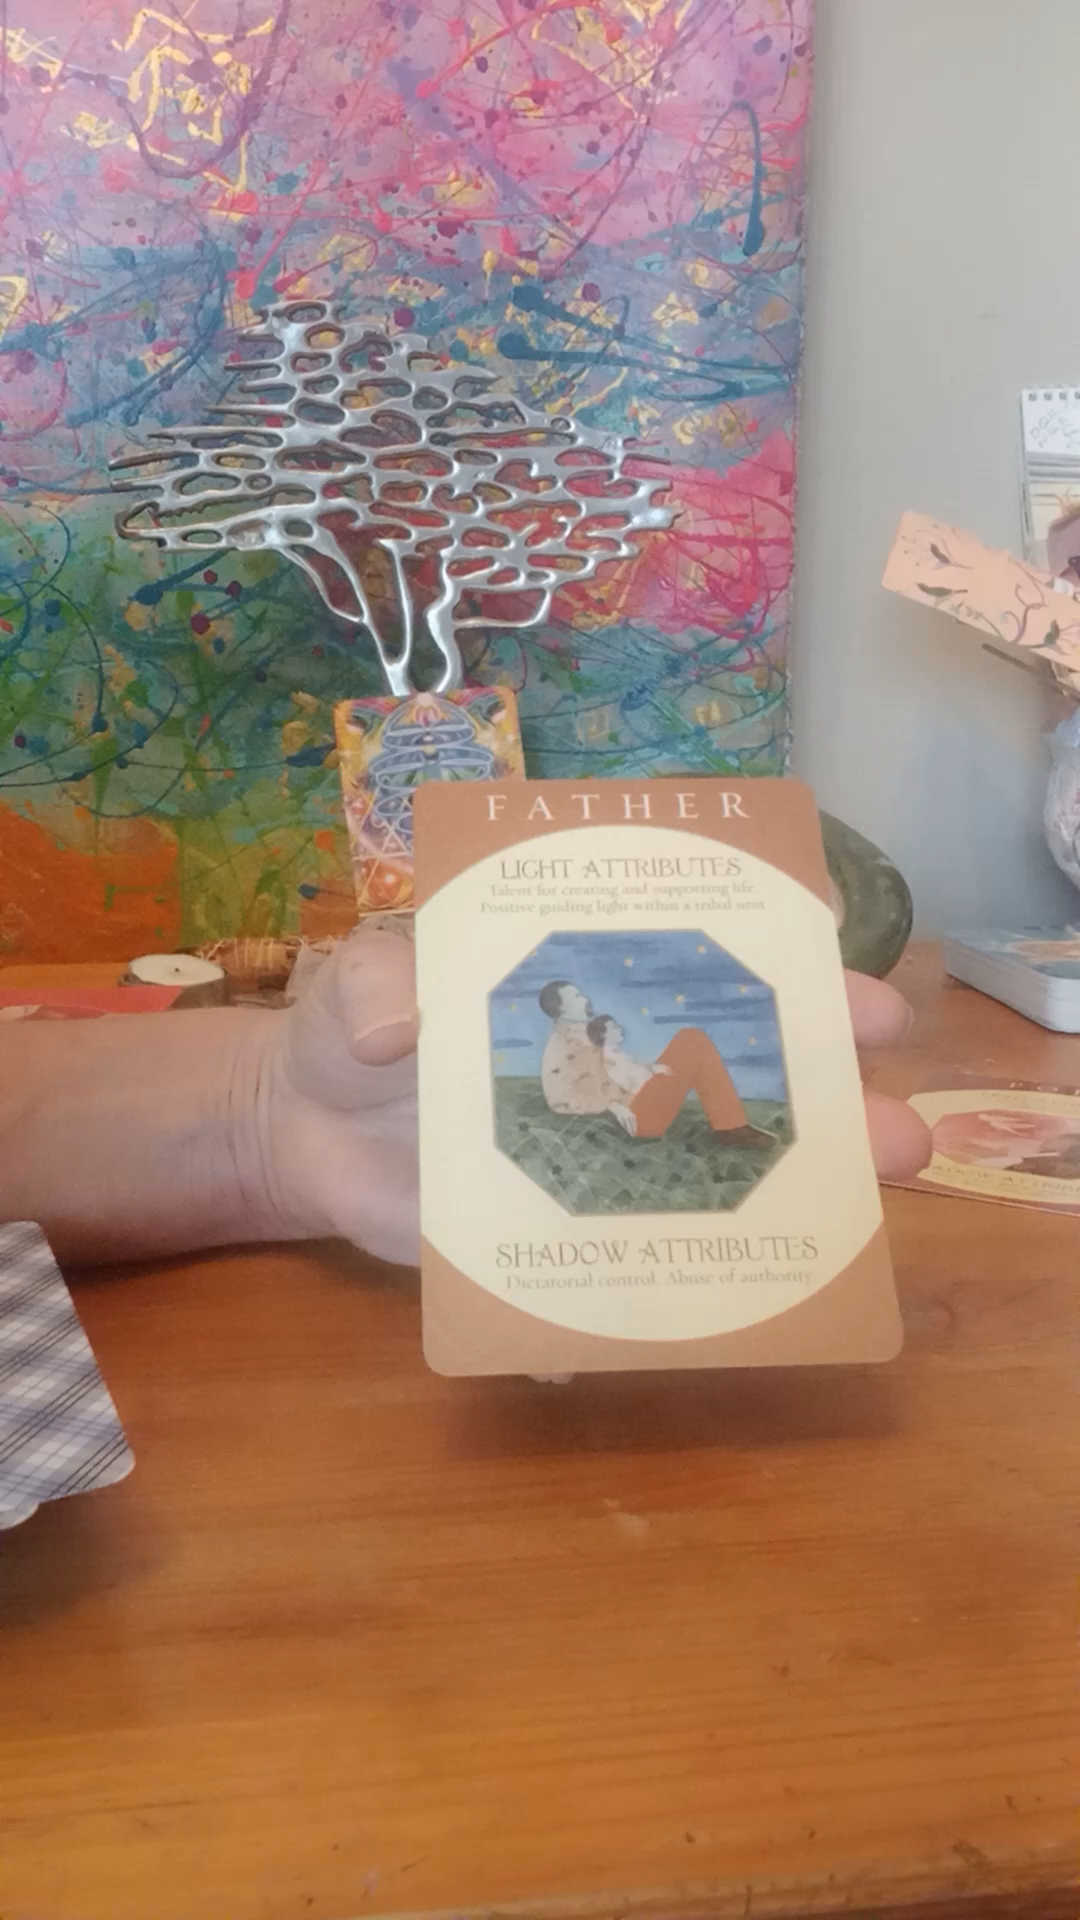 FATHER
LIGHT ATTRIBUTES
Talent for creating and supporting life
Positive guiding light within a tribal unit
SHADOW ATTRIBUTES
Dictatorial control. Abuse of authority